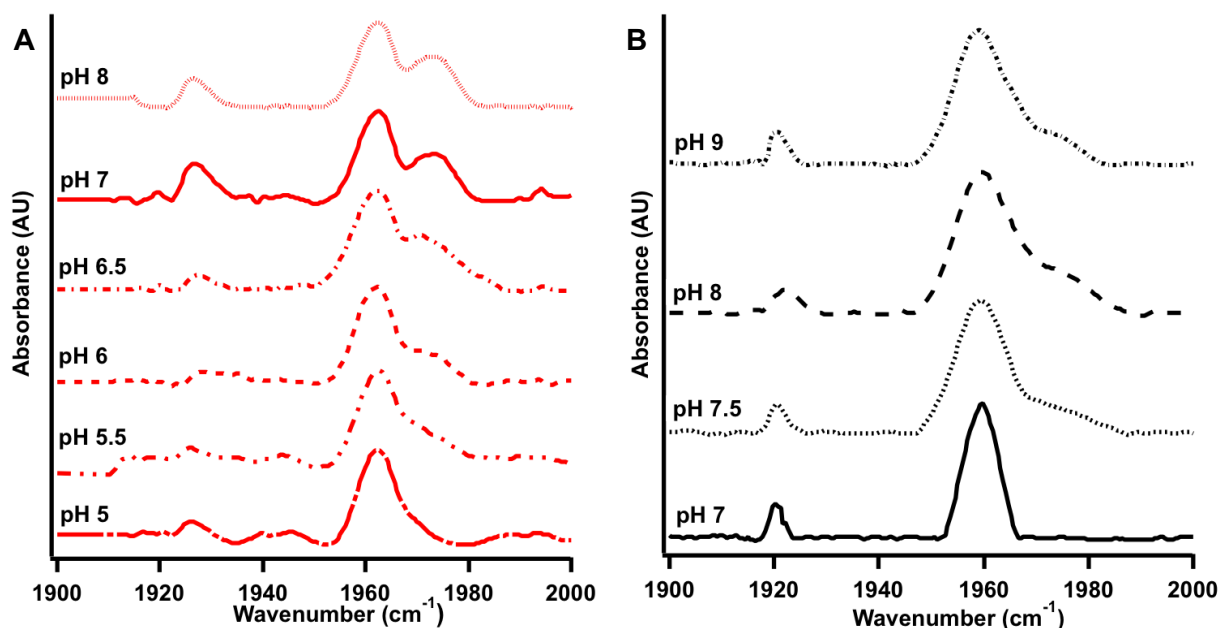 A
pH 8
pH 7
pH 6.5
pH 6
pH 5.5
pH 5
Absorbance (AU)
1900 1920 1940 1960 1980 2000
Wavenumber (cm-1)
B
pH 9
pH 8
pH 7.5
pH 7
Absorbance (AU)
1900 1920 1940 1960 1980 2000
Wavenumber (cm-1)